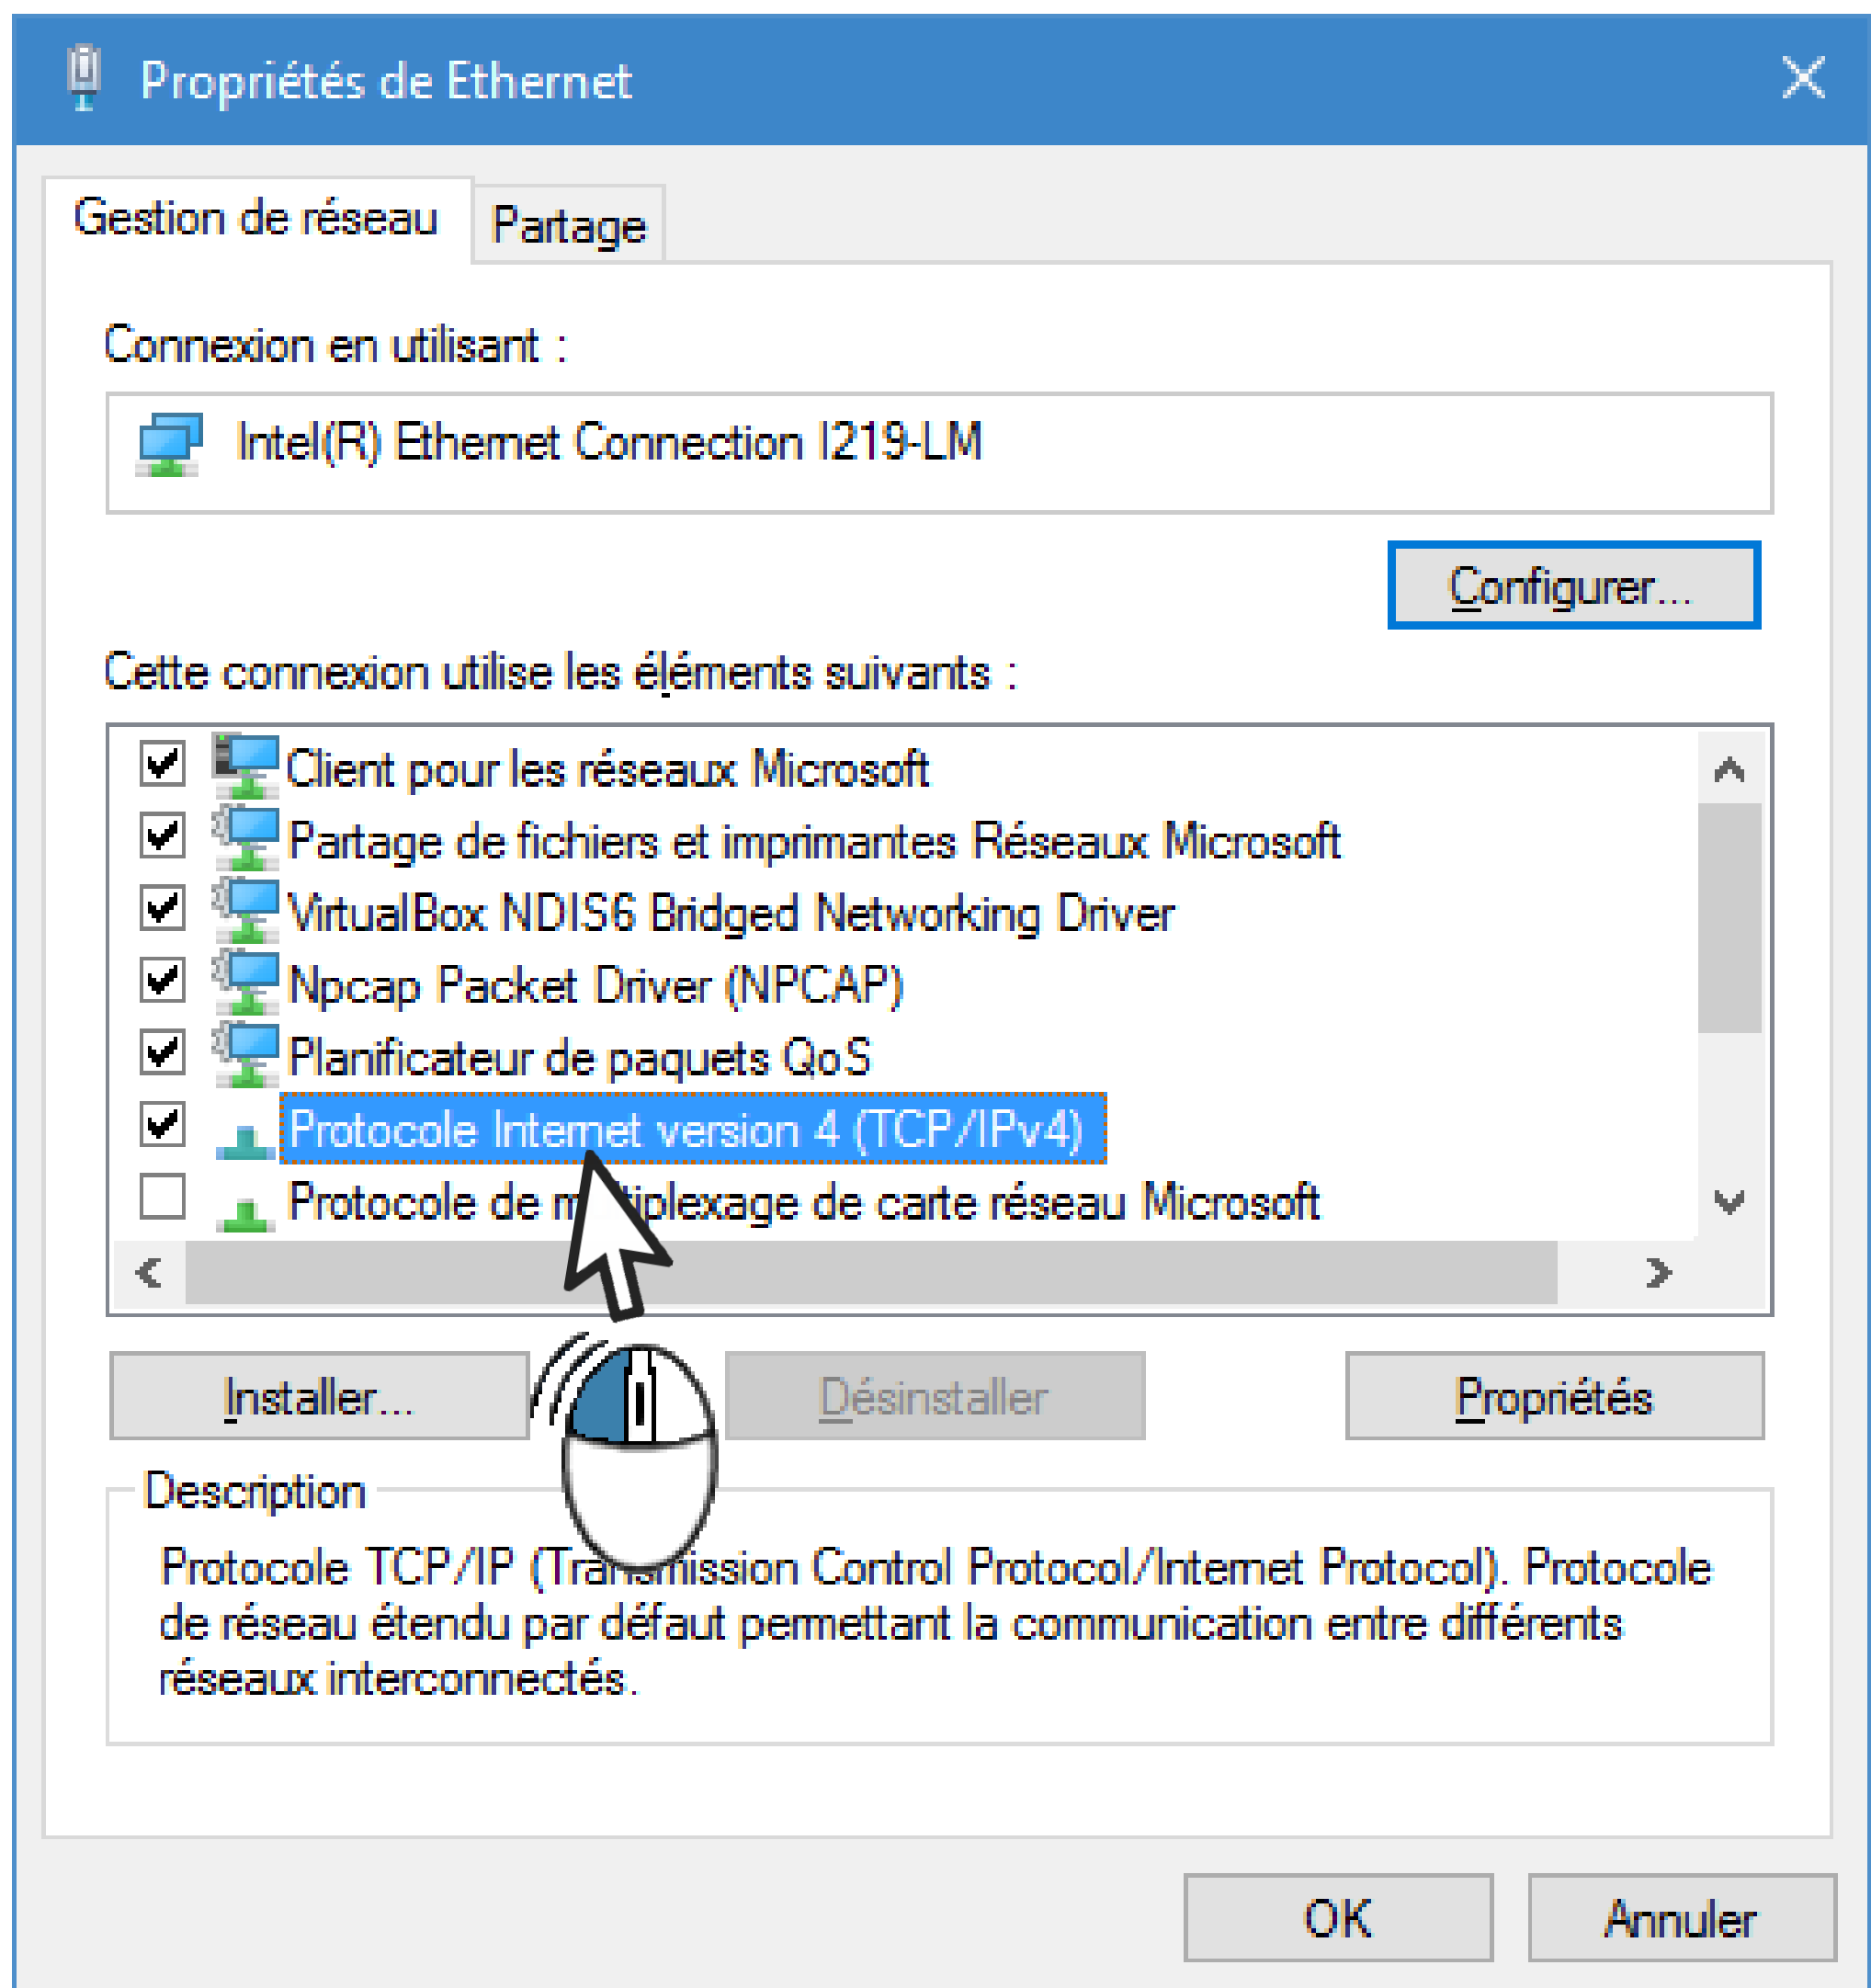 Propriétés de Ethernet
Gestion de réseau
Partage
Connexion en utilisant :
Intel(R) Ethernet Connection I219-LM
Configurer...
Cette connexion utilise les éléments suivants :
Client pour les réseaux Microsoft
Partage de fichiers et imprimantes Réseaux Microsoft
VirtualBox NDIS6 Bridged Networking Driver
Npcap Packet Driver (NPCAP)
Planificateur de paquets QoS
Protocole Internet version 4 (TCP/IPv4)
Protocole de multiplexage de carte réseau Microsoft
Installer...
Désinstaller
Propriétés
Description
Protocole TCP/IP (Transmission Control Protocol/Internet Protocol). Protocole
de réseau étendu par défaut permettant la communication entre différents
réseaux interconnectés.
OK
Annuler